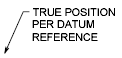 TRUE POSITION
PER DATUM
REFERENCE